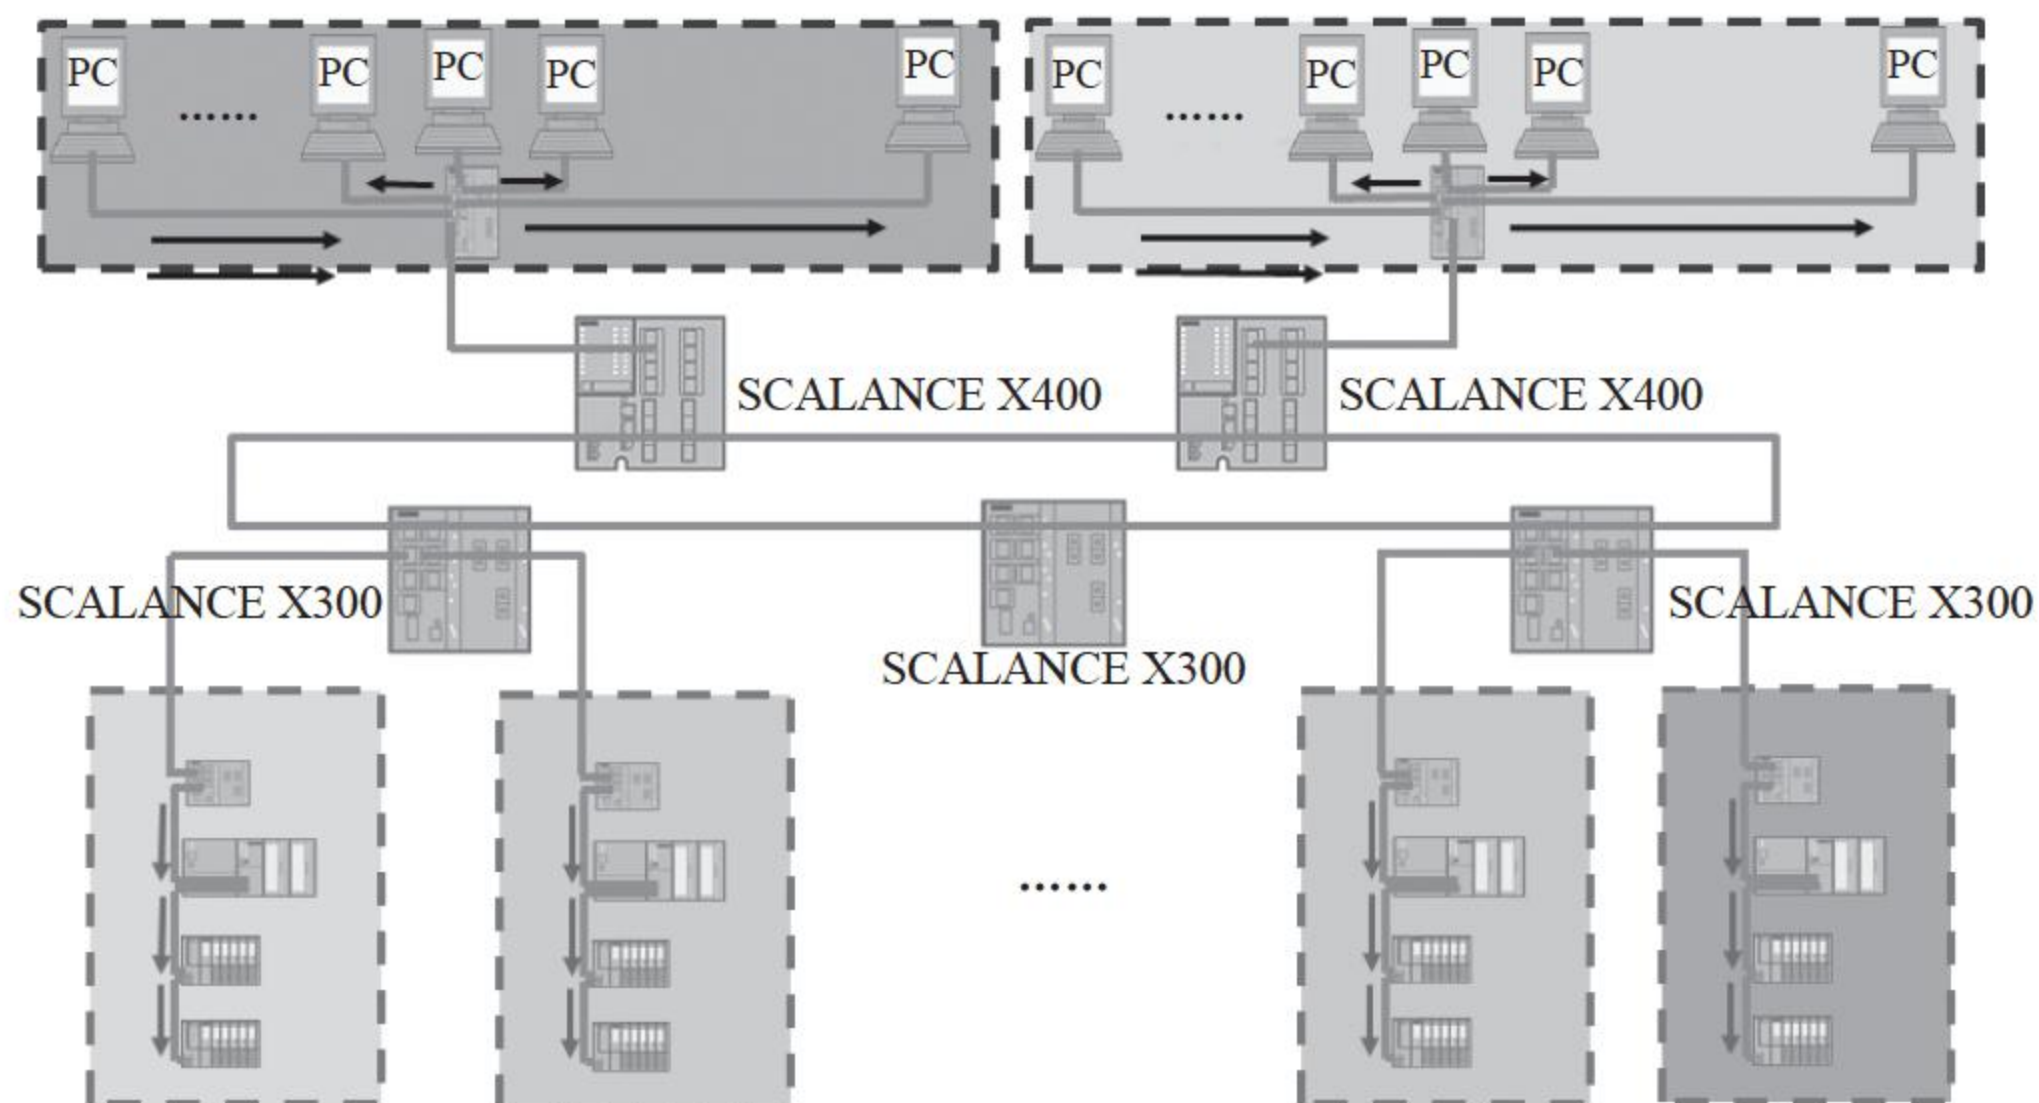 PC
......
PC
PC
PC
PC
PC
......
PC
PC
PC
PC
SCALANCE X400
SCALANCE X400
SCALANCE X300
SCALANCE X300
SCALANCE X300
......